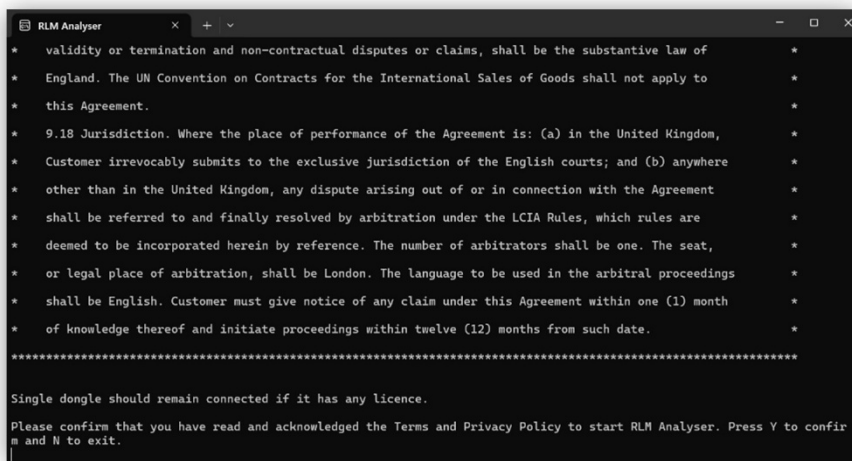 RLM Analyser
* validity or termination and non-contractual disputes or claims, shall be the substantive law of *
* England. The UN Convention on Contracts for the International Sales of Goods shall not apply to *
* this Agreement. *
* 9.18 Jurisdiction. Where the place of performance of the Agreement is: (a) in the United Kingdom, *
* Customer irrevocably submits to the exclusive jurisdiction of the English courts; and (b) anywhere *
* other than in the United Kingdom, any dispute arising out of or in connection with the Agreement *
* shall be referred to and finally resolved by arbitration under the LCIA Rules, which rules are *
* deemed to be incorporated herein by reference. The number of arbitrators shall be one. The seat, *
* or legal place of arbitration, shall be London. The language to be used in the arbitral proceedings *
* shall be English. Customer must give notice of any claim under this Agreement within one (1) month *
* of knowledge thereof and initiate proceedings within twelve (12) months from such date. *
*****************************************************************************************************************
Single dongle should remain connected if it has any licence.
Please confirm that you have read and acknowledged the Terms and Privacy Policy to start RLM Analyser. Press Y to confir
m and N to exit.